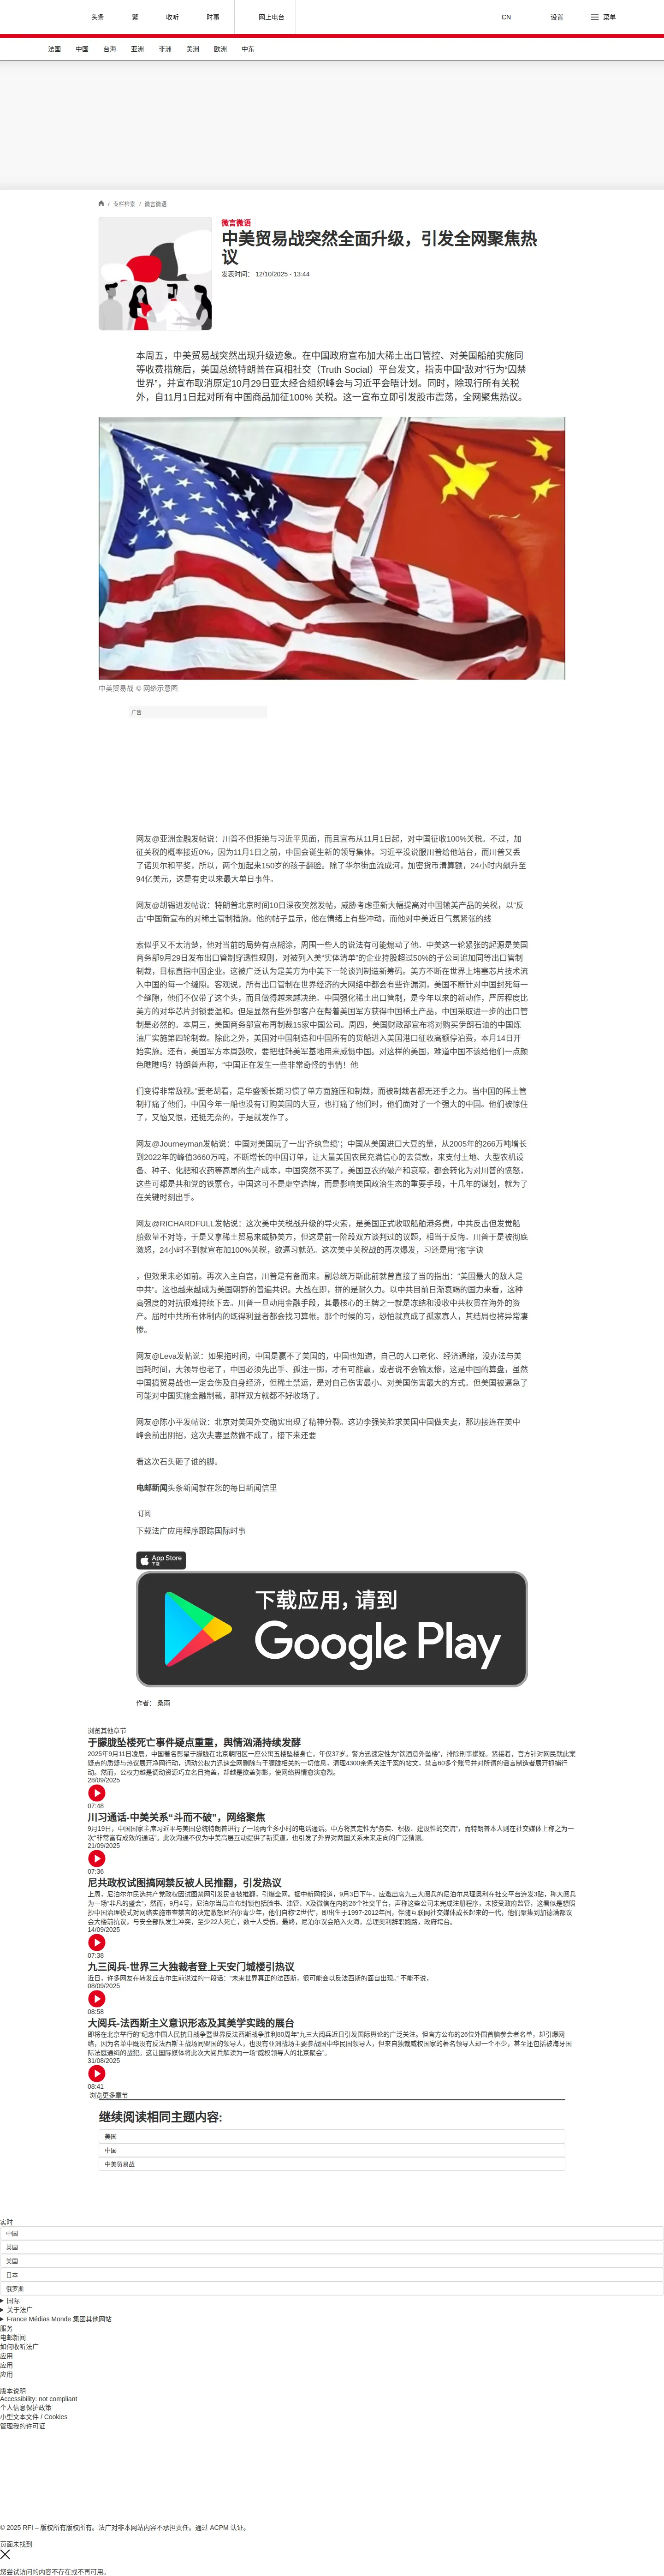 头条
繁
收听
时事
网上电台
CN
设置
菜单
法国
中国
台海
亚洲
非洲
美洲
欧洲
中东
/ 专栏检索 / 微言微语
微言微语
中美贸易战突然全面升级，引发全网聚焦热
议
发表时间： 12/10/2025 - 13:44
本周五，中美贸易战突然出现升级迹象。在中国政府宣布加大稀土出口管控、对美国船舶实施同
等收费措施后，美国总统特朗普在真相社交（Truth Social）平台发文，指责中国“敌对”行为“囚禁
世界”，并宣布取消原定10月29日亚太经合组织峰会与习近平会晤计划。同时，除现行所有关税
外，自11月1日起对所有中国商品加征100% 关税。这一宣布立即引发股市震荡，全网聚焦热议。
中美贸易战 © 网络示意图
广告
网友@亚洲金融发帖说：川普不但拒绝与习近平见面，而且宣布从11月1日起，对中国征收100%关税。不过，加
征关税的概率接近0%，因为11月1日之前，中国会诞生新的领导集体。习近平没说服川普给他站台，而川普又丢
了诺贝尔和平奖，所以，两个加起来150岁的孩子翻脸。除了华尔街血流成河，加密货币清算额，24小时内飙升至
94亿美元，这是有史以来最大单日事件。
网友@胡锡进发帖说：特朗普北京时间10日深夜突然发帖，威胁考虑重新大幅提高对中国输美产品的关税，以“反
击”中国新宣布的对稀土管制措施。他的帖子显示，他在情绪上有些冲动，而他对中美近日气氛紧张的线
索似乎又不太清楚，他对当前的局势有点糊涂，周围一些人的说法有可能煽动了他。中美这一轮紧张的起源是美国
商务部9月29日发布出口管制穿透性规则，对被列入美“实体清单”的企业持股超过50%的子公司追加同等出口管制
制裁，目标直指中国企业。这被广泛认为是美方为中美下一轮谈判制造新筹码。美方不断在世界上堵塞芯片技术流
入中国的每一个缝隙。客观说，所有出口管制在世界经济的大网络中都会有些许漏洞，美国不断针对中国封死每一
个缝隙，他们不仅带了这个头，而且做得越来越决绝。中国强化稀土出口管制，是今年以来的新动作，严厉程度比
美方的对华芯片封锁要温和。但是显然有些外部客户在帮着美国军方获得中国稀土产品，中国采取进一步的出口管
制是必然的。本周三，美国商务部宣布再制裁15家中国公司。周四，美国财政部宣布将对购买伊朗石油的中国炼
油厂实施第四轮制裁。除此之外，美国对中国制造和中国所有的货船进入美国港口征收高额停泊费，本月14日开
始实施。还有，美国军方本周鼓吹，要把驻韩美军基地用来威慑中国。对这样的美国，难道中国不该给他们一点颜
色瞧瞧吗？特朗普声称，“中国正在发生一些非常奇怪的事情！他
们变得非常敌视。”要老胡看，是华盛顿长期习惯了单方面施压和制裁，而被制裁者都无还手之力。当中国的稀土管
制打痛了他们，中国今年一船也没有订购美国的大豆，也打痛了他们时，他们面对了一个强大的中国。他们被惊住
了，又恼又恨，还挺无奈的，于是就发作了。
网友@Journeyman发帖说：中国对美国玩了一出‘齐纨鲁缟’；中国从美国进口大豆的量，从2005年的266万吨增长
到2022年的峰值3660万吨，不断增长的中国订单，让大量美国农民充满信心的去贷款，来支付土地、大型农机设
备、种子、化肥和农药等高昂的生产成本，中国突然不买了，美国豆农的破产和哀嚎，都会转化为对川普的愤怒，
这些可都是共和党的铁票仓，中国这可不是虚空造牌，而是影响美国政治生态的重要手段，十几年的谋划，就为了
在关键时刻出手。
网友@RICHARDFULL发帖说：这次美中关税战升级的导火索，是美国正式收取船舶港务费，中共反击但发觉船
舶数量不对等，于是又拿稀土贸易来威胁美方，但这是前一阶段双方谈判过的议题，相当于反悔。川普于是被彻底
激怒，24小时不到就宣布加100%关税，欲逼习就范。这次美中关税战的再次爆发，习还是用“拖”字诀
，但效果未必如前。再次入主白宫，川普是有备而来。副总统万斯此前就曾直接了当的指出：“美国最大的敌人是
中共”。这也越来越成为美国朝野的普遍共识。大战在即，拼的是耐久力。以中共目前日渐衰竭的国力来看，这种
高强度的对抗很难持续下去。川普一旦动用金融手段，其最核心的王牌之一就是冻结和没收中共权贵在海外的资
产。届时中共所有体制内的既得利益者都会找习算帐。那个时候的习，恐怕就真成了孤家寡人，其结局也将异常凄
惨。
网友@Leva发帖说：如果拖时间，中国是赢不了美国的，中国也知道，自己的人口老化、经济通缩，没办法与美
国耗时间，大领导也老了，中国必须先出手、孤注一掷，才有可能赢，或者说不会输太惨，这是中国的算盘，虽然
中国搞贸易战也一定会伤及自身经济，但稀土禁运，是对自己伤害最小、对美国伤害最大的方式。但美国被逼急了
可能对中国实施金融制裁，那样双方就都不好收场了。
网友@陈小平发帖说：北京对美国外交确实出现了精神分裂。这边李强笑脸求美国中国做夫妻，那边接连在美中
峰会前出阴招，这次夫妻显然做不成了，接下来还要
看这次石头砸了谁的脚。
电邮新闻头条新闻就在您的每日新闻信里
订阅
下载法广应用程序跟踪国际时事
App Store
下载
下载应用，请到
Google Play
作者： 桑雨
浏览其他章节
于朦胧坠楼死亡事件疑点重重，舆情汹涌持续发酵
2025年9月11日凌晨，中国著名影星于朦胧在北京朝阳区一座公寓五楼坠楼身亡，年仅37岁。警方迅速定性为“饮酒意外坠楼”，排除刑事嫌疑。紧接着，官方针对网民就此案
疑点的质疑与热议展开净网行动，调动公权力迅速全网删除与于朦胧相关的一切信息，清理4300余条关注于案的帖文，禁言60多个账号并对所谓的谣言制造者展开抓捕行
动。然而，公权力越是调动资源巧立名目掩盖，却越是欲盖弥彰，使网络舆情愈演愈烈。
28/09/2025
07:48
川习通话-中美关系“斗而不破”，网络聚焦
9月19日，中国国家主席习近平与美国总统特朗普进行了一场两个多小时的电话通话。中方将其定性为“务实、积极、建设性的交流”，而特朗普本人则在社交媒体上称之为一
次“非常富有成效的通话”。此次沟通不仅为中美高层互动提供了新渠道，也引发了外界对两国关系未来走向的广泛猜测。
21/09/2025
07:36
尼共政权试图搞网禁反被人民推翻，引发热议
上周，尼泊尔尔民选共产党政权因试图禁网引发民变被推翻，引爆全网。据中新网报道，9月3日下午，应邀出席九三大阅兵的尼泊尔总理奥利在社交平台连发3帖，称大阅兵
为一场“非凡的盛会”，然而，9月4号，尼泊尔当局宣布封锁包括脸书、油管、X及微信在内的26个社交平台，声称这些公司未完成注册程序，未接受政府监管，这看似是想照
抄中国治理模式对网络实施审查禁言的决定激怒尼泊尔青少年，他们自称“Z世代”，即出生于1997-2012年间，伴随互联网社交媒体成长起来的一代，他们聚集到加德满都议
会大楼前抗议，与安全部队发生冲突，至少22人死亡，数十人受伤。最终，尼泊尔议会陷入火海，总理奥利辞职跑路，政府垮台。
14/09/2025
07:38
九三阅兵-世界三大独裁者登上天安门城楼引热议
近日，许多网友在转发丘吉尔生前说过的一段话：“未来世界真正的法西斯，很可能会以反法西斯的面自出现。” 不能不说，
08/09/2025
08:58
大阅兵-法西斯主义意识形态及其美学实践的展台
即将在北京举行的“纪念中国人民抗日战争暨世界反法西斯战争胜利80周年”九三大阅兵近日引发国际舆论的广泛关注。但官方公布的26位外国首脑参会者名单，却引爆网
络，因为名单中既没有反法西斯主战场同盟国的领导人，也没有亚洲战场主要参战国中华民国领导人，但来自独裁威权国家的著名领导人却一个不少，甚至还包括被海牙国
际法庭通缉的战犯。这让国际媒体将此次大阅兵解读为一场“威权领导人的北京聚会”。
31/08/2025
08:41
浏览更多章节
继续阅读相同主题内容:
美国
中国
中美贸易战
实时
中国
英国
美国
日本
俄罗斯
国际
关于法广
France Médias Monde 集团其他网站
服务
电邮新闻
如何收听法广
应用
应用
应用
版本说明
Accessibility: not compliant
个人信息保护政策
小型文本文件 / Cookies
管理我的许可证
© 2025 RFI – 版权所有版权所有。法广对非本网站内容不承担责任。通过 ACPM 认证。
页面未找到
您尝试访问的内容不存在或不再可用。